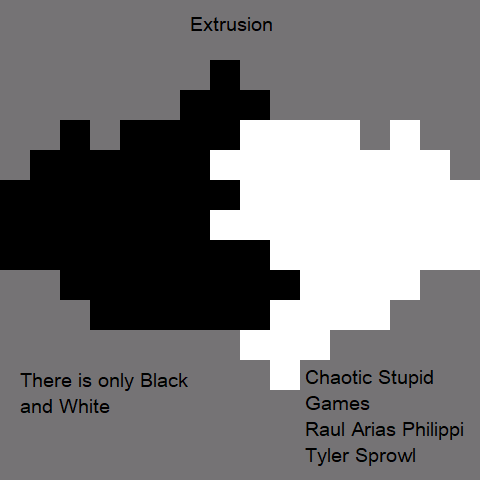 Extrusion
There is only Black
and White
Chaotic Stupid
Games
Raul Arias Philippi
Tyler Sprowl